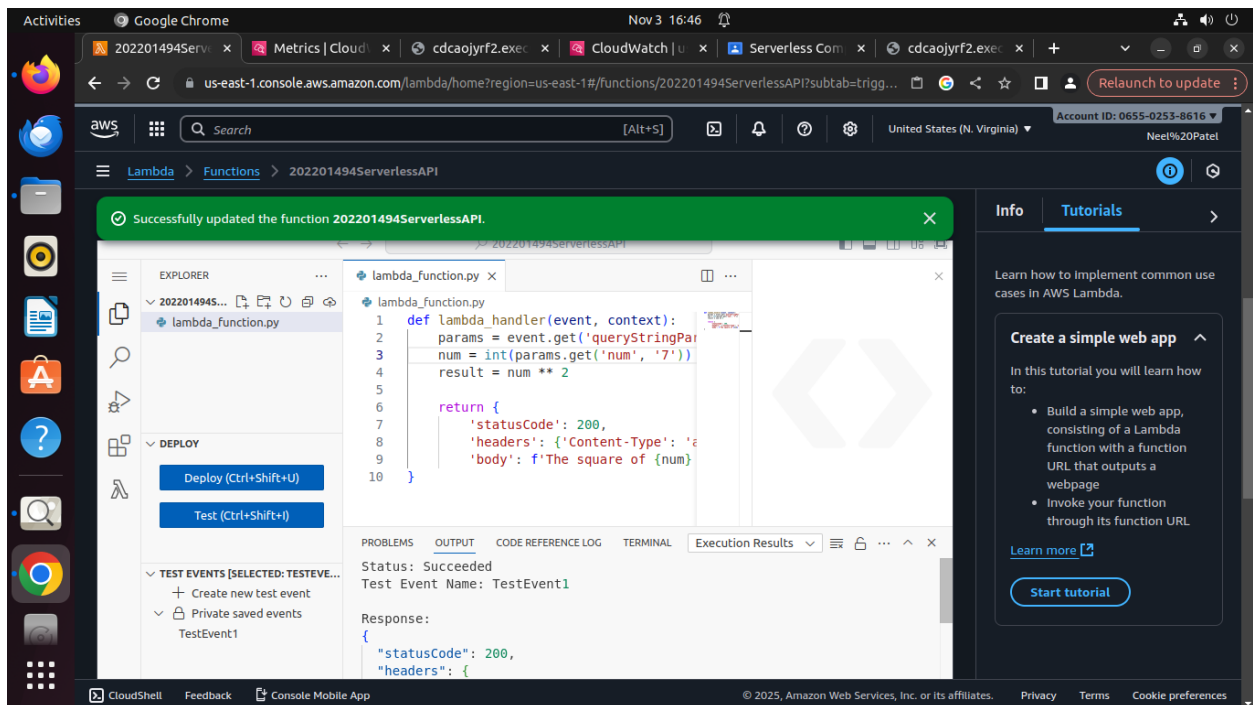 Activities Google Chrome Nov 3 16:46
202201494Serv Metrics | Cloud cdcaojyrf2.exec CloudWatch | u Serverless Com cdcaojyrf2.exec
us-east-1.console.aws.amazon.com/lambda/home?region=us-east-1#/functions/202201494ServerlessAPI?subtab=trigg... Relaunch to update
aws Search [Alt+S] United States (N. Virginia) Account ID: 0655-0253-8616
Neel%20Patel
Lambda > Functions > 202201494ServerlessAPI
Successfully updated the function 202201494ServerlessAPI.
202201494ServerlessAPI
EXPLORER ...
202201494S...
lambda_function.py
DEPLOY
Deploy (Ctrl+Shift+U)
Test (Ctrl+Shift+I)
TEST EVENTS [SELECTED: TESTEVE...
Create new test event
Private saved events
TestEvent1
lambda_function.py
lambda_function.py
1 def lambda_handler(event, context):
2 params = event.get('queryStringPar
3 num = int(params.get('num', '7'))
4 result = num ** 2
5
6 return {
7 'statusCode': 200,
8 'headers': {'Content-Type': 'a
9 'body': f'The square of {num}
10 }
PROBLEMS OUTPUT CODE REFERENCE LOG TERMINAL Execution Results
Status: Succeeded
Test Event Name: TestEvent1
Response:
{
"statusCode": 200,
"headers": {
Info Tutorials
Learn how to implement common use
cases in AWS Lambda.
Create a simple web app
In this tutorial you will learn how
to:
• Build a simple web app,
consisting of a Lambda
function with a function
URL that outputs a
webpage
• Invoke your function
through its function URL
Learn more
Start tutorial
CloudShell Feedback Console Mobile App © 2025, Amazon Web Services, Inc. or its affiliates. Privacy Terms Cookie preferences